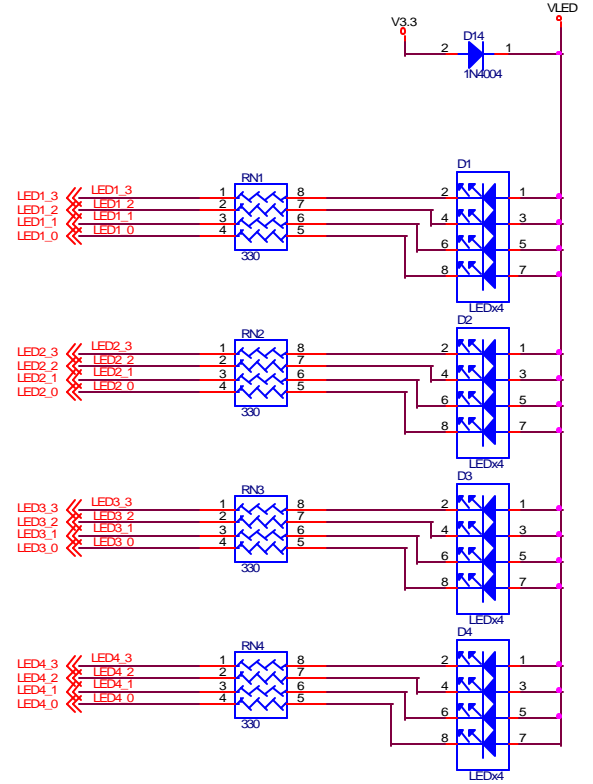 VLED
V3.3
D14
2 1
1N4004
D1
RN1
LED1_3 LED1_3 1 8 2 1
LED1_2 LED1_2 2 7
LED1_1 LED1_1 3 6 4 3
LED1_0 LED1_0 4 5 6 5
330 8 7
LEDx4
D2
RN2
LED2_3 LED2_3 1 8 2 1
LED2_2 LED2_2 2 7
LED2_1 LED2_1 3 6 4 3
LED2_0 LED2_0 4 5 6 5
330 8 7
LEDx4
D3
RN3
LED3_3 LED3_3 1 8 2 1
LED3_2 LED3_2 2 7
LED3_1 LED3_1 3 6 4 3
LED3_0 LED3_0 4 5 6 5
330 8 7
LEDx4
D4
RN4
LED4_3 LED4_3 1 8 2 1
LED4_2 LED4_2 2 7
LED4_1 LED4_1 3 6 4 3
LED4_0 LED4_0 4 5 6 5
330 8 7
LEDx4